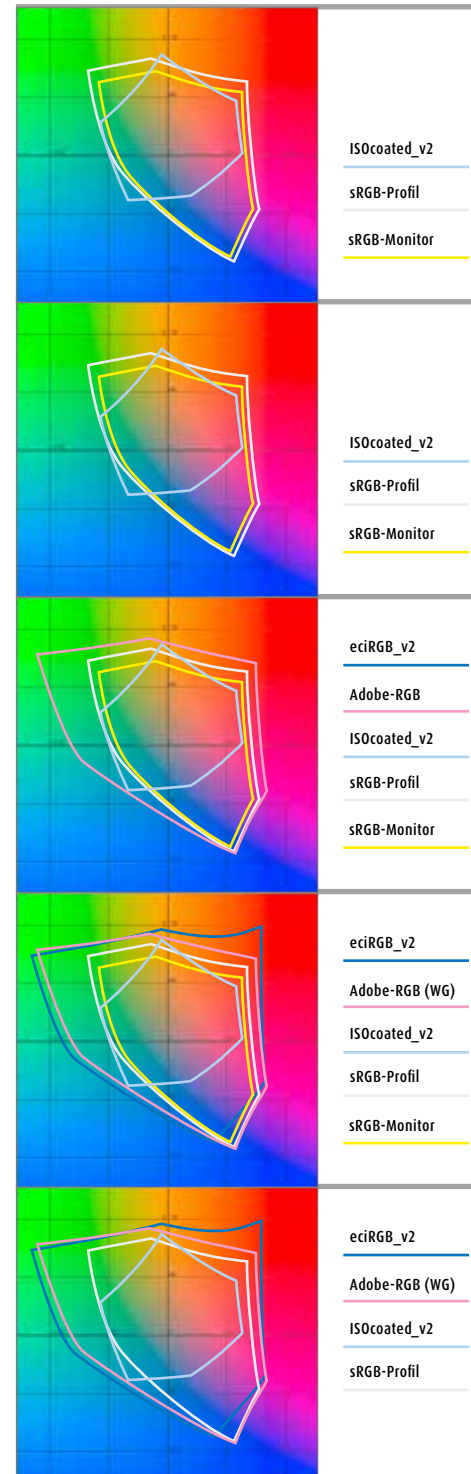 ISOcoated_v2
sRGB-Profil
sRGB-Monitor
ISOcoated_v2
sRGB-Profil
sRGB-Monitor
eciRGB_v2
Adobe-RGB
ISOcoated_v2
sRGB-Profil
sRGB-Monitor
eciRGB_v2
Adobe-RGB (WG)
ISOcoated_v2
sRGB-Profil
sRGB-Monitor
eciRGB_v2
Adobe-RGB (WG)
ISOcoated_v2
sRGB-Profil